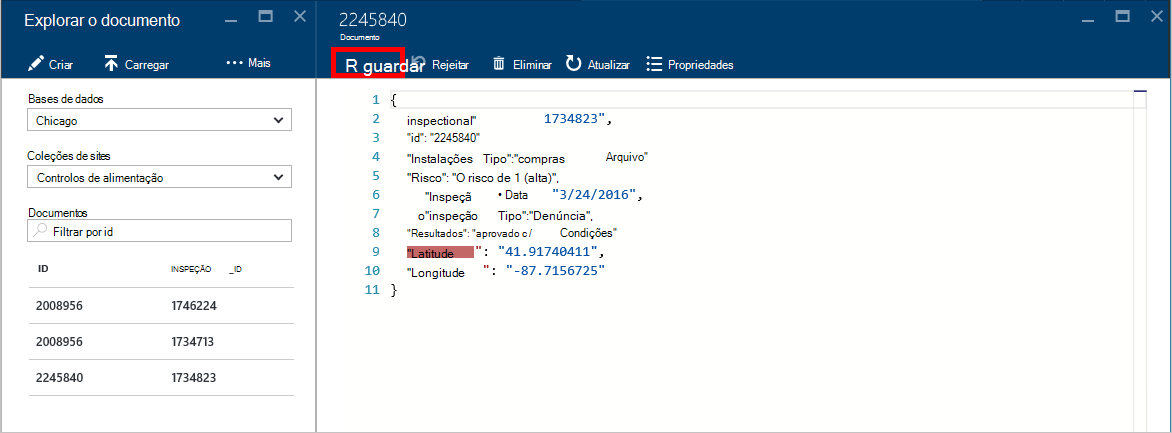 Explorar o documento
Criar Carregar ••• Mais
Bases de dados
Chicago
Coleções de sites
Controlos de alimentação
Documentos
Filtrar por id
ID INSPEÇÃO _ID
2008956 1746224
2008956 1734713
2245840 1734823
2245840
Documento
R guardar Rejeitar Eliminar Atualizar Propriedades
1 {
2 inspectional" 1734823",
3 "id": "2245840"
4 "Instalações Tipo":"compras Arquivo"
5 "Risco": "O risco de 1 (alta)",
6 "Inspeçã • Data "3/24/2016",
7 o"inspeção Tipo":"Denúncia",
8 "Resultados": "aprovado c / Condições"
9 "Latitude ": "41.91740411",
10 "Longitude ": "-87.7156725"
11 }